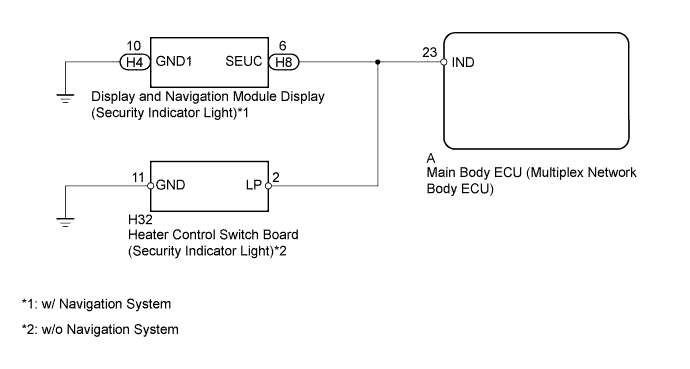 10
6
H4
GND1
SEUC
H8
23
IND
Display and Navigation Module Display
(Security Indicator Light)*1
11
GND
LP
2
A
Main Body ECU (Multiplex Network
Body ECU)
H32
Heater Control Switch Board
(Security Indicator Light)*2
*1: w/ Navigation System
*2: w/o Navigation System